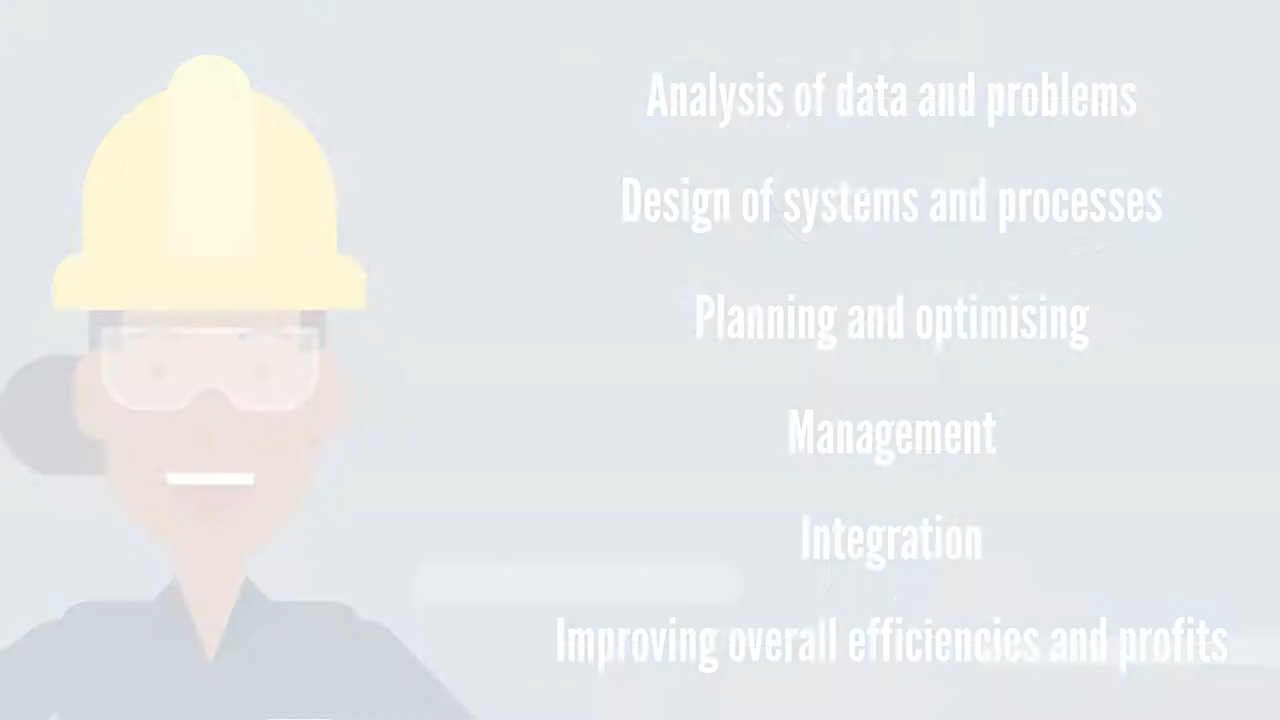 Analysis of data and problems
Design of systems and processes
Planning and optimising
Management
Integration
Improving overall efficiencies and profits